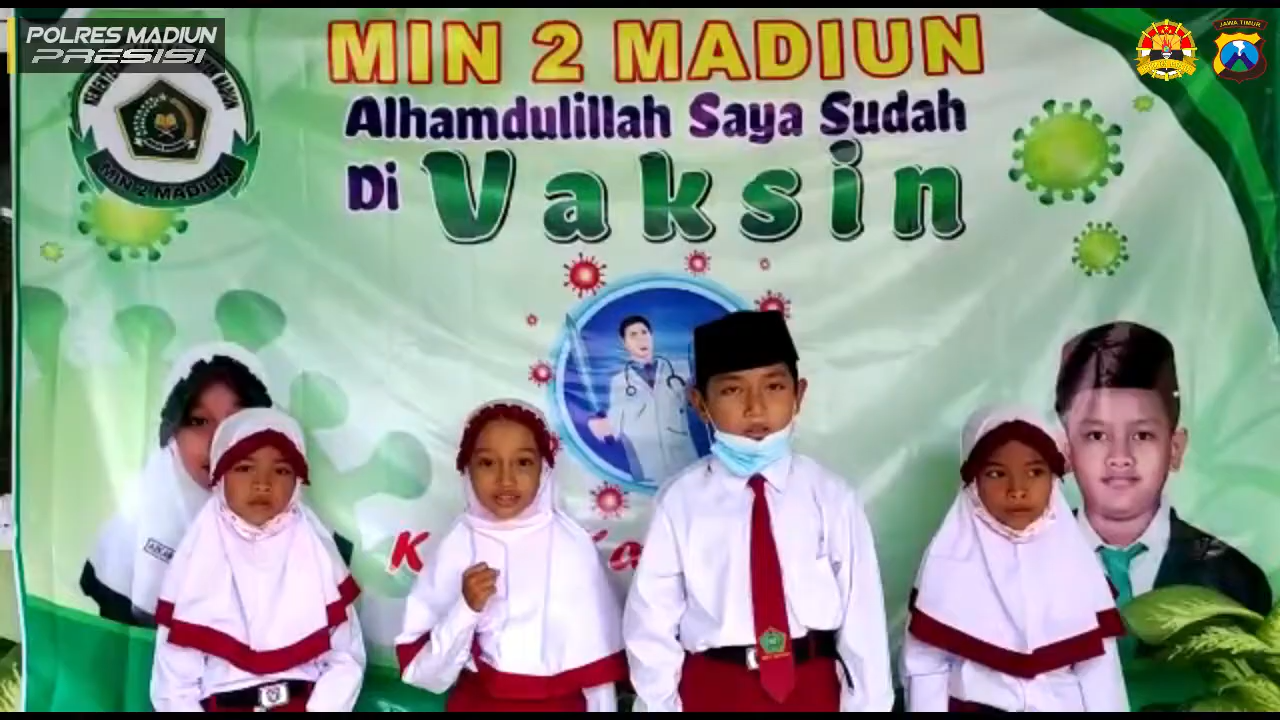 POLRES MADIUN
PRESISI
MIN 2 MADIUN
Alhamdulillah Saya Sudah
Di Vaksin
MIN 2 MADIUN
JAWA TIMUR